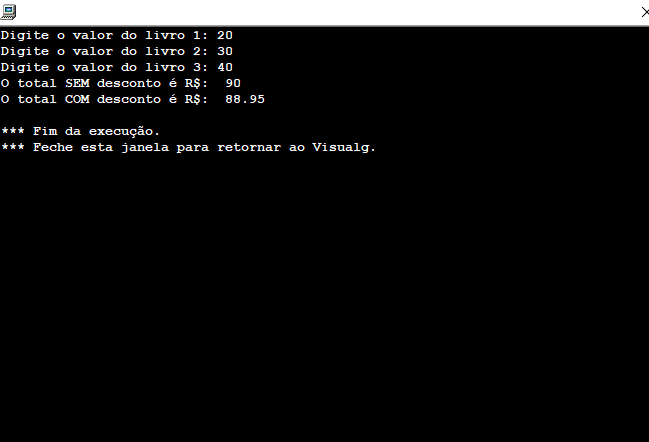 Digite o valor do livro 1: 20
Digite o valor do livro 2: 30
Digite o valor do livro 3: 40
O total SEM desconto é R$:  90
O total COM desconto é R$:  88.95
*** Fim da execução.
*** Feche esta janela para retornar ao Visualg.